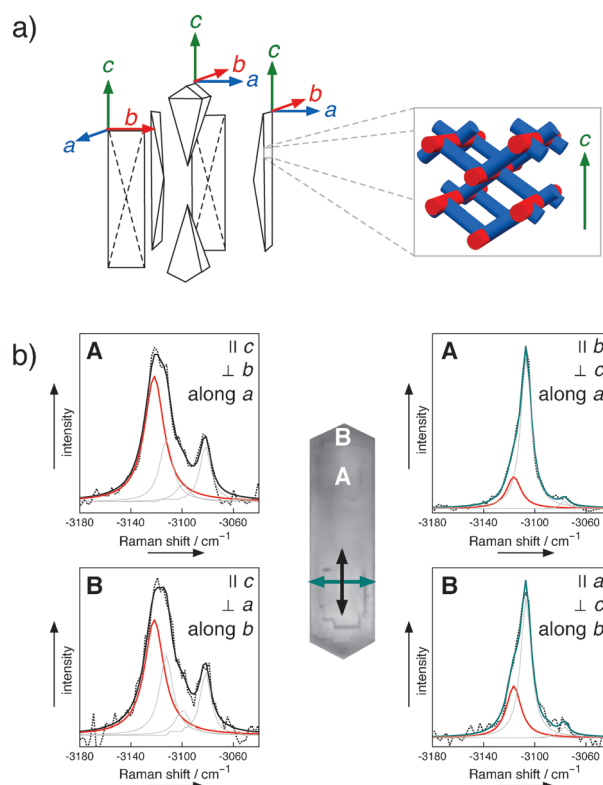 a)
c
b
a
c
b
a
c
b
a
c
b)
A
|| c
⊥ b
along a
intensity
-3180
-3140
-3100
-3060
Raman shift / cm⁻¹
B
A
A
|| b
⊥ c
along a
intensity
-3180
-3140
-3100
-3060
Raman shift / cm⁻¹
B
|| c
⊥ a
along b
intensity
-3180
-3140
-3100
-3060
Raman shift / cm⁻¹
B
|| a
⊥ c
along b
intensity
-3180
-3140
-3100
-3060
Raman shift / cm⁻¹